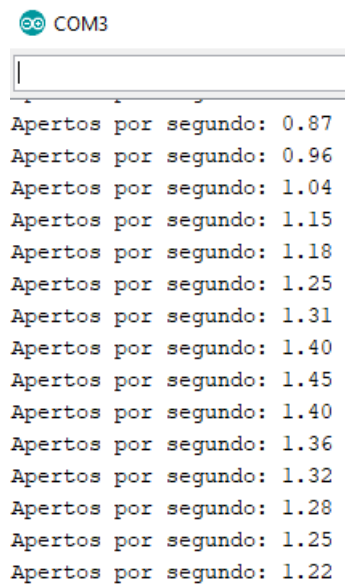 COM3
Apertos por segundo: 0.87
Apertos por segundo: 0.96
Apertos por segundo: 1.04
Apertos por segundo: 1.15
Apertos por segundo: 1.18
Apertos por segundo: 1.25
Apertos por segundo: 1.31
Apertos por segundo: 1.40
Apertos por segundo: 1.45
Apertos por segundo: 1.40
Apertos por segundo: 1.36
Apertos por segundo: 1.32
Apertos por segundo: 1.28
Apertos por segundo: 1.25
Apertos por segundo: 1.22